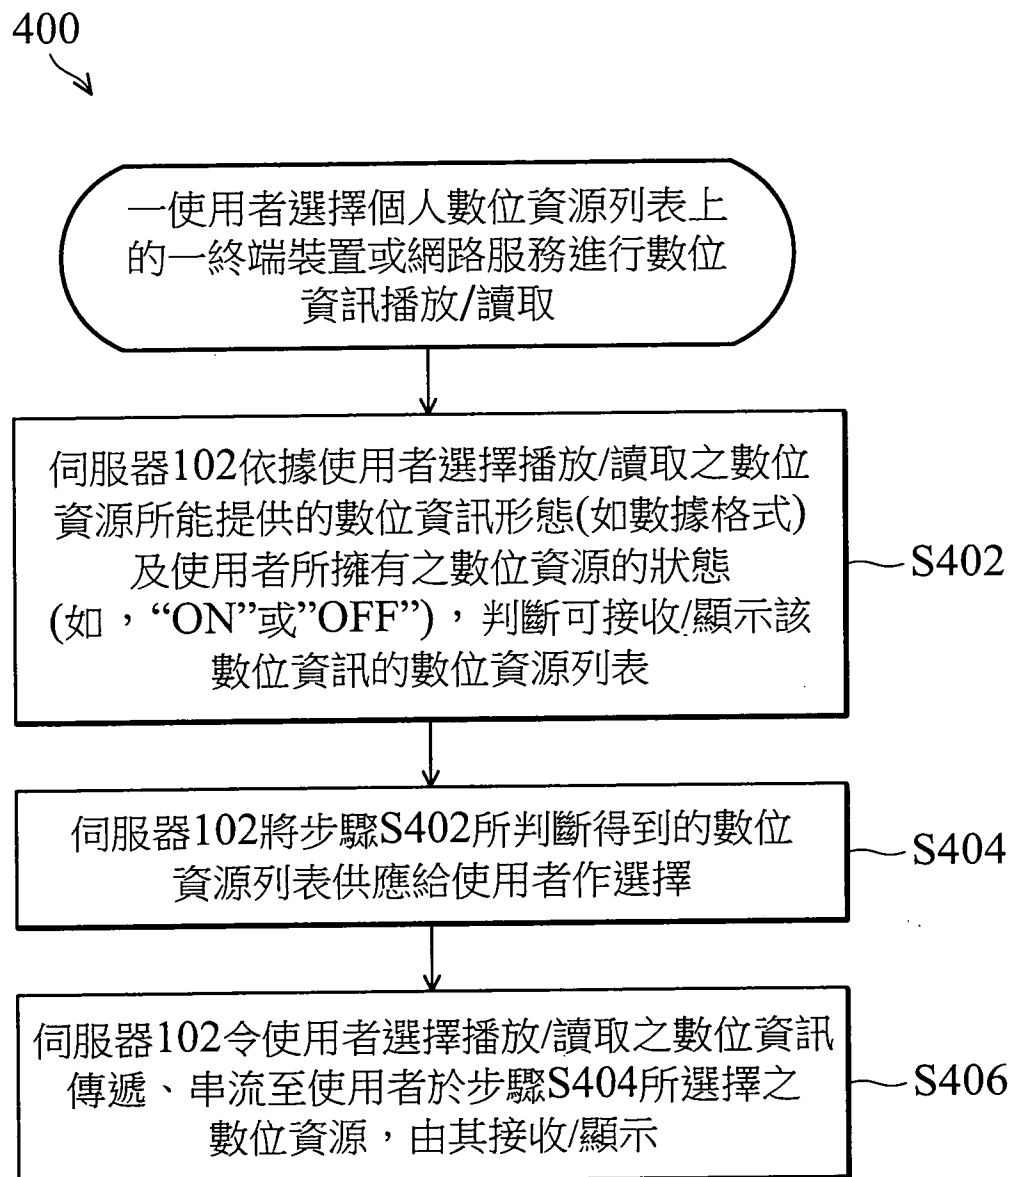 400
一使用者選擇個人數位資源列表上
的一終端裝置或網路服務進行數位
資訊播放/讀取
伺服器102依據使用者選擇播放/讀取之數位
資源所能提供的數位資訊形態(如數據格式)
及使用者所擁有之數位資源的狀態
(如，“ON”或”OFF”)，判斷可接收/顯示該
數位資訊的數位資源列表
S402
伺服器102將步驟S402所判斷得到的數位
資源列表供應給使用者作選擇
S404
伺服器102令使用者選擇播放/讀取之數位資訊
傳遞、串流至使用者於步驟S404所選擇之
數位資源，由其接收/顯示
S406